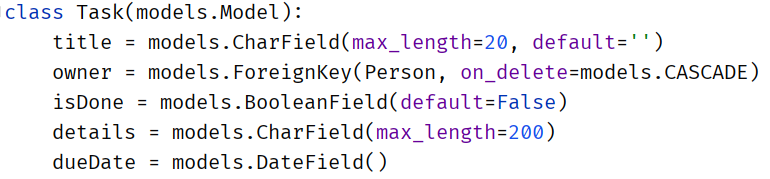 class Task(models.Model):
    title = models.CharField(max_length=20, default='')
    owner = models.ForeignKey(Person, on_delete=models.CASCADE)
    isDone = models.BooleanField(default=False)
    details = models.CharField(max_length=200)
    dueDate = models.DateField()